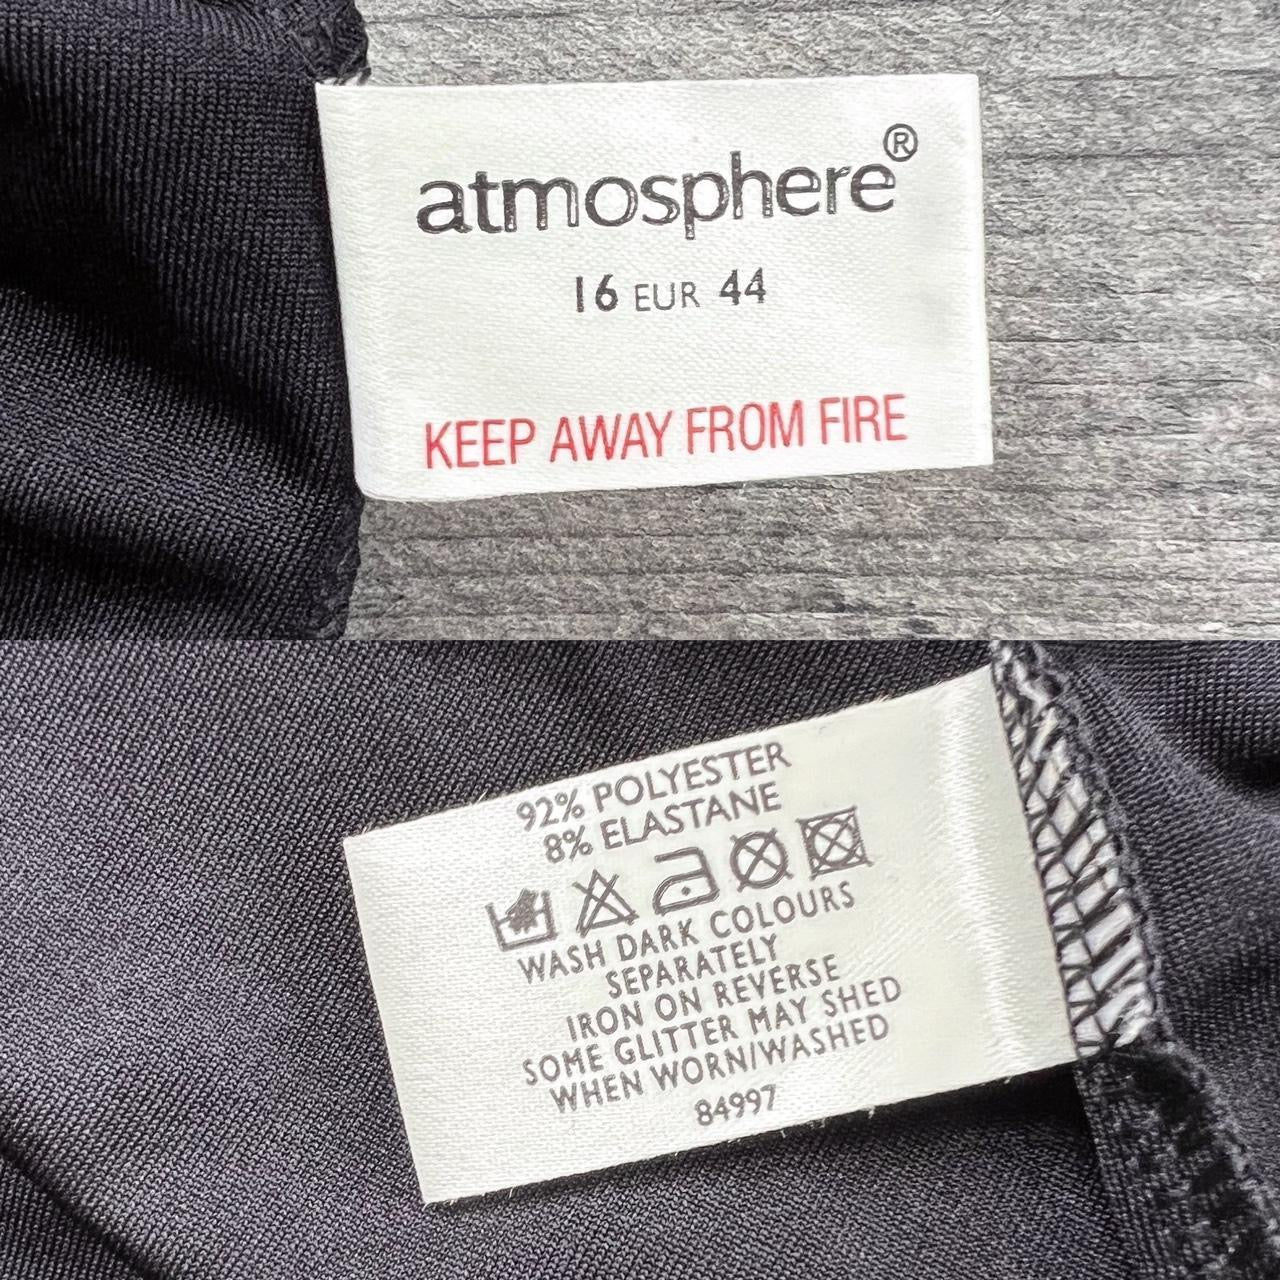 atmosphere®
16 EUR 44
KEEP AWAY FROM FIRE
92% POLYESTER
8% ELASTANE
WASH DARK COLOURS
SEPARATELY
IRON ON REVERSE
SOME GLITTER MAY SHED
WHEN WORN/WASHED
84997